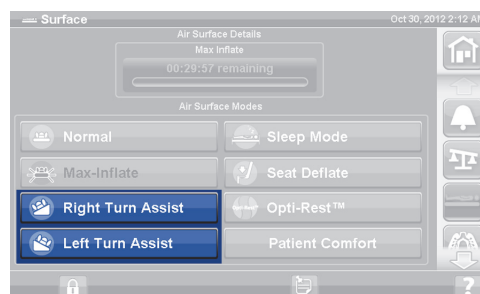 Surface
Oct 30, 2012 2:12 AM
Air Surface Details
Max Inflate
00:29:57 remaining
Air Surface Modes
Normal
Sleep Mode
Max-Inflate
Seat Deflate
Right Turn Assist
Opti-Rest™
Left Turn Assist
Patient Comfort
?